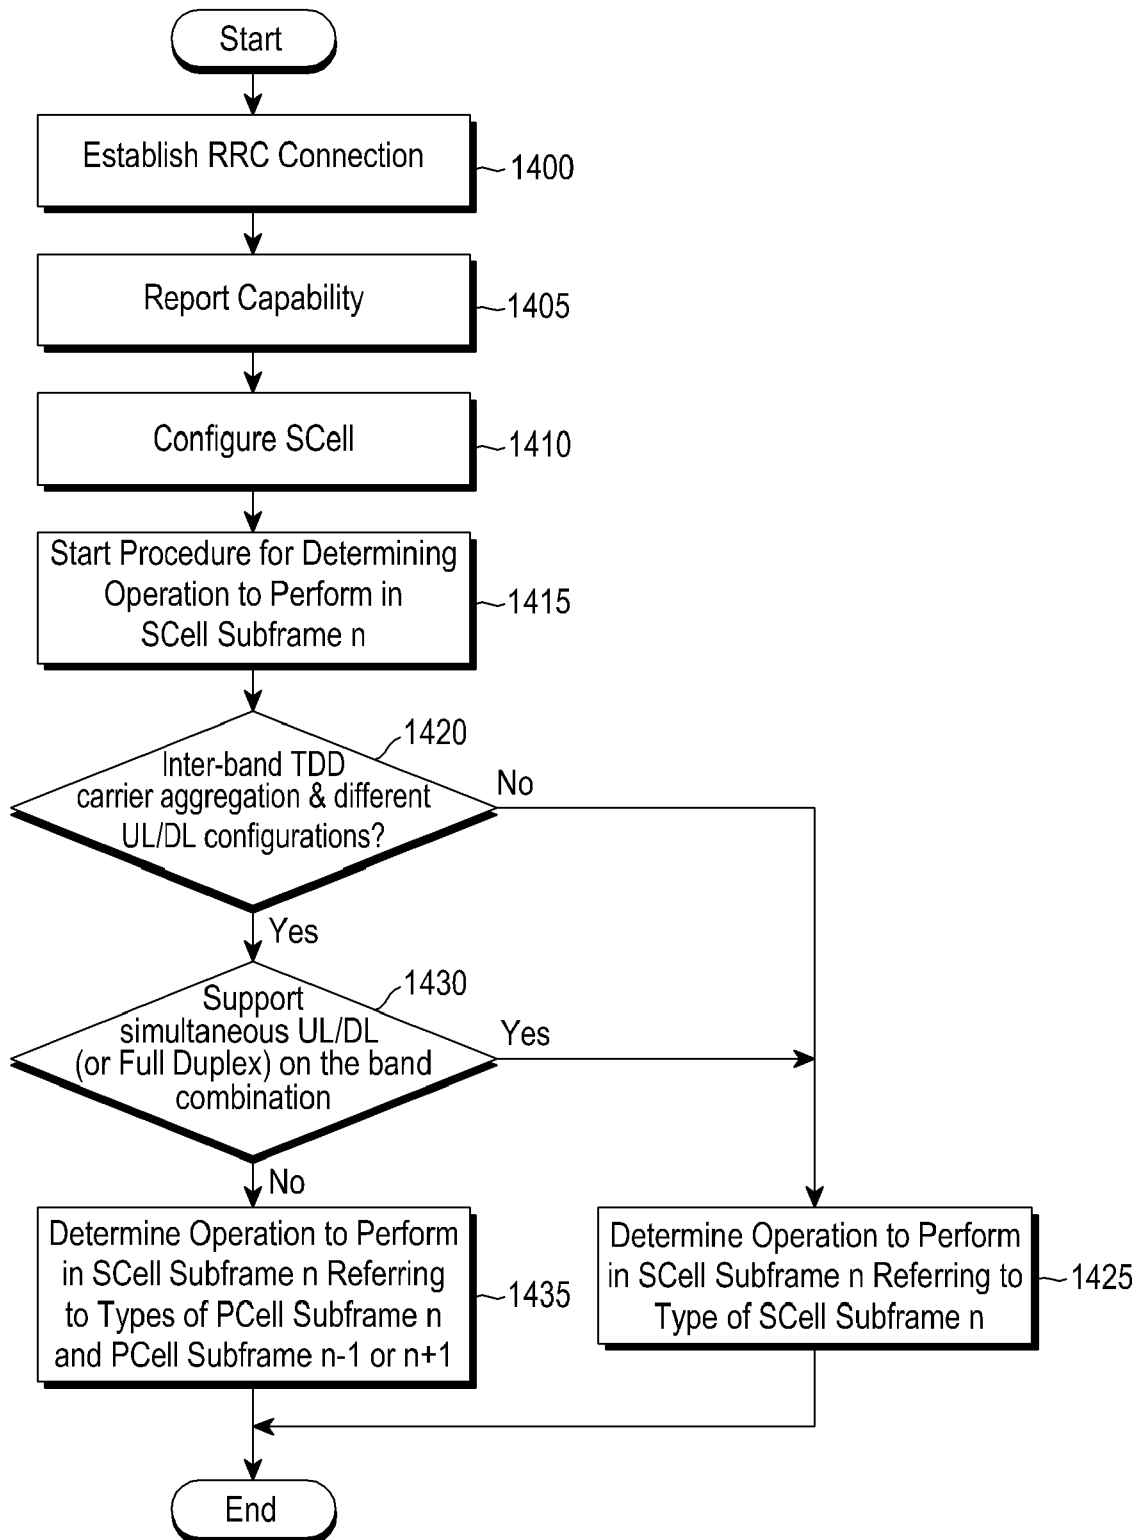 Start
Establish RRC Connection
1400
Report Capability
1405
Configure SCell
1410
Start Procedure for Determining
Operation to Perform in
SCell Subframe n
1415
1420
Inter-band TDD
carrier aggregation & different
UL/DL configurations?
No
Yes
1430
Support
simultaneous UL/DL
(or Full Duplex) on the band
combination
Yes
No
Determine Operation to Perform
in SCell Subframe n Referring
to Types of PCell Subframe n
and PCell Subframe n-1 or n+1
1435
Determine Operation to Perform
in SCell Subframe n Referring to
Type of SCell Subframe n
1425
End